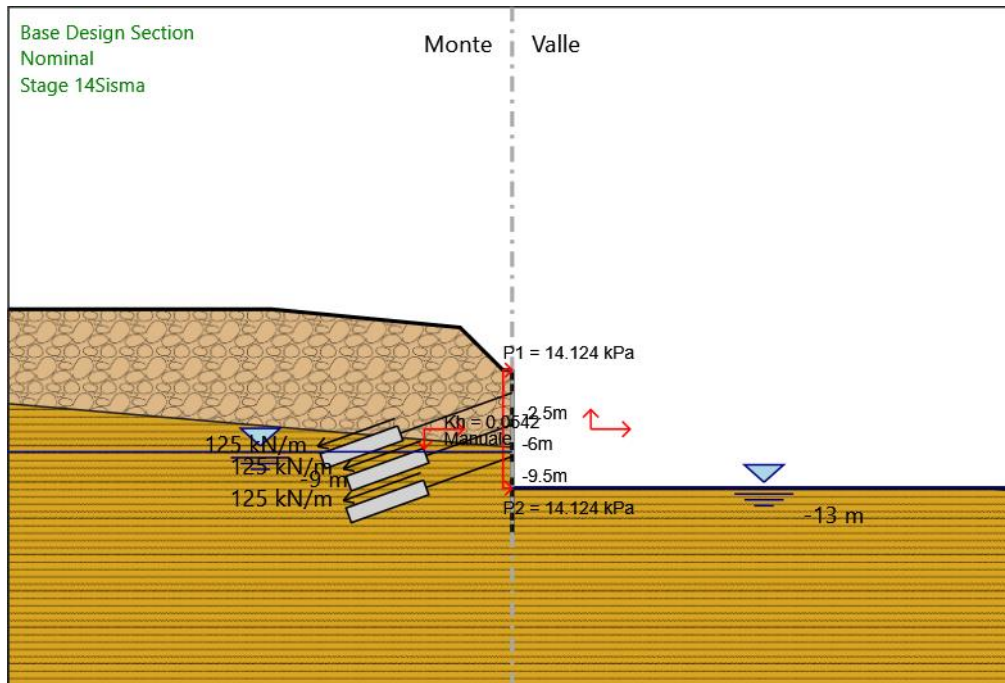 Base Design Section
Nominal
Stage 14Sisma
Monte
Valle
P1 = 14.124 kPa
-2.5m
Kh = 0.0542
Manuale
-6m
125 kN/m
125 kN/m
-9 m
-9.5m
125 kN/m
P2 = 14.124 kPa
-13 m